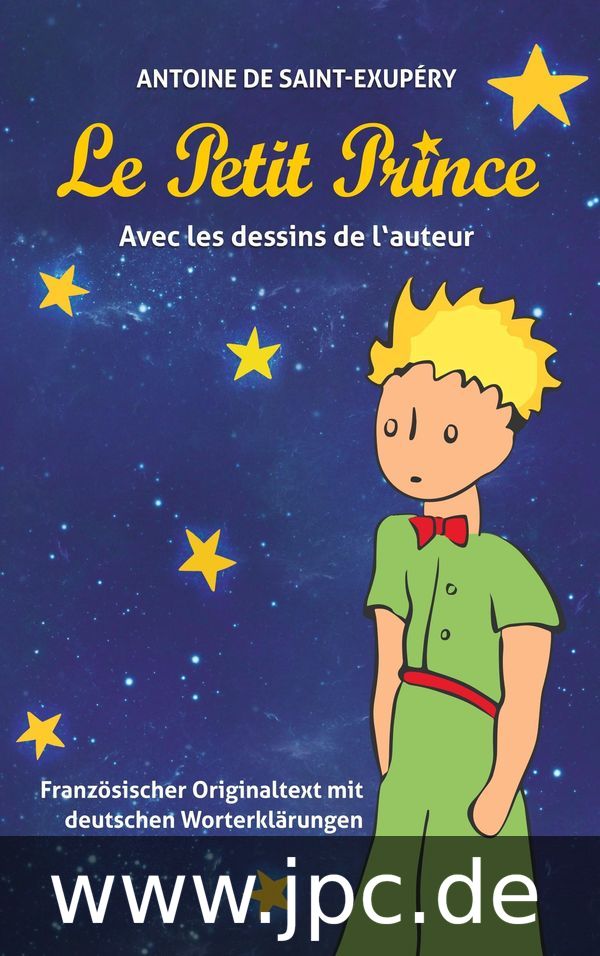 ANTOINE DE SAINT-EXUPÉRY
Le Petit Prince
Avec les dessins de l‘auteur
Französischer Originaltext mit
deutschen Worterklärungen
www.jpc.de